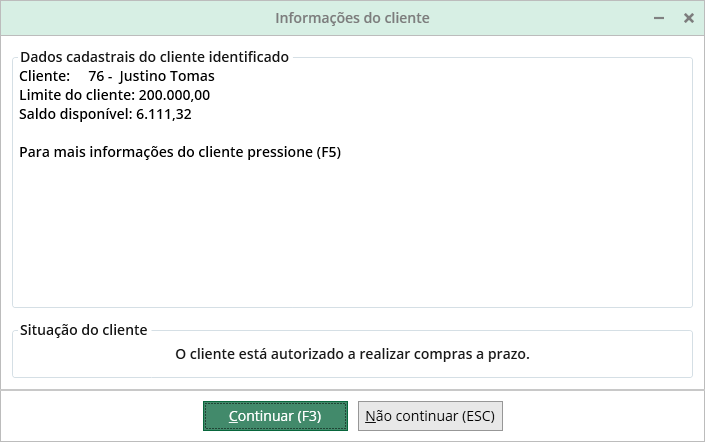 Informações do cliente
Dados cadastrais do cliente identificado
Cliente: 76 - Justino Tomas
Limite do cliente: 200.000,00
Saldo disponível: 6.111,32
Para mais informações do cliente pressione (F5)
Situação do cliente
O cliente está autorizado a realizar compras a prazo.
Continuar (F3)
Não continuar (ESC)